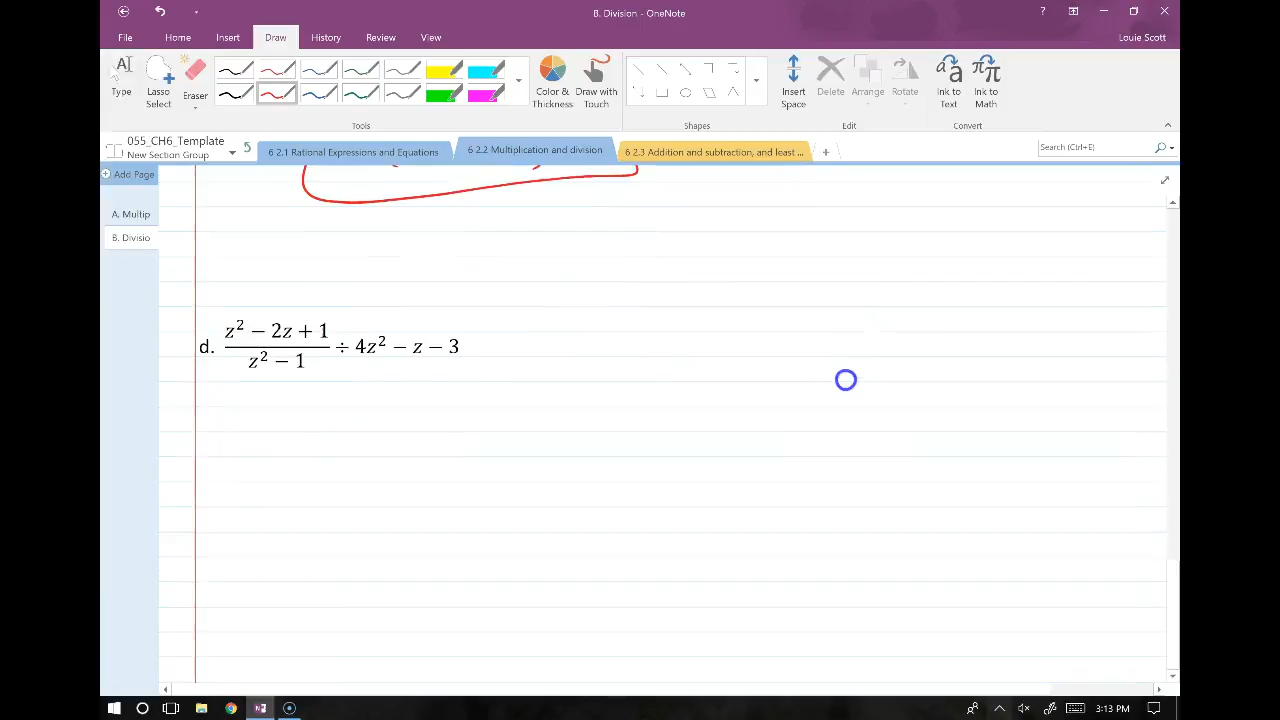 B. Division - OneNote
?
File Home Insert Draw History Review View Louie Scott
Type
Lasso Select
Eraser
Color & Thickness
Draw with Touch
Insert Space
Delete
Arrange
Rotate
Ink to Text
Ink to Math
Tools Shapes Edit Convert
055_CH6_Template
New Section Group
6 2.1 Rational Expressions and Equations
6 2.2 Multiplication and division
6 2.3 Addition and subtraction, and least ...
Search (Ctrl+E)
Add Page
A. Multip
B. Divisio
d. (z² − 2z + 1)/(z² − 1) ÷ 4z² − z − 3
3:13 PM